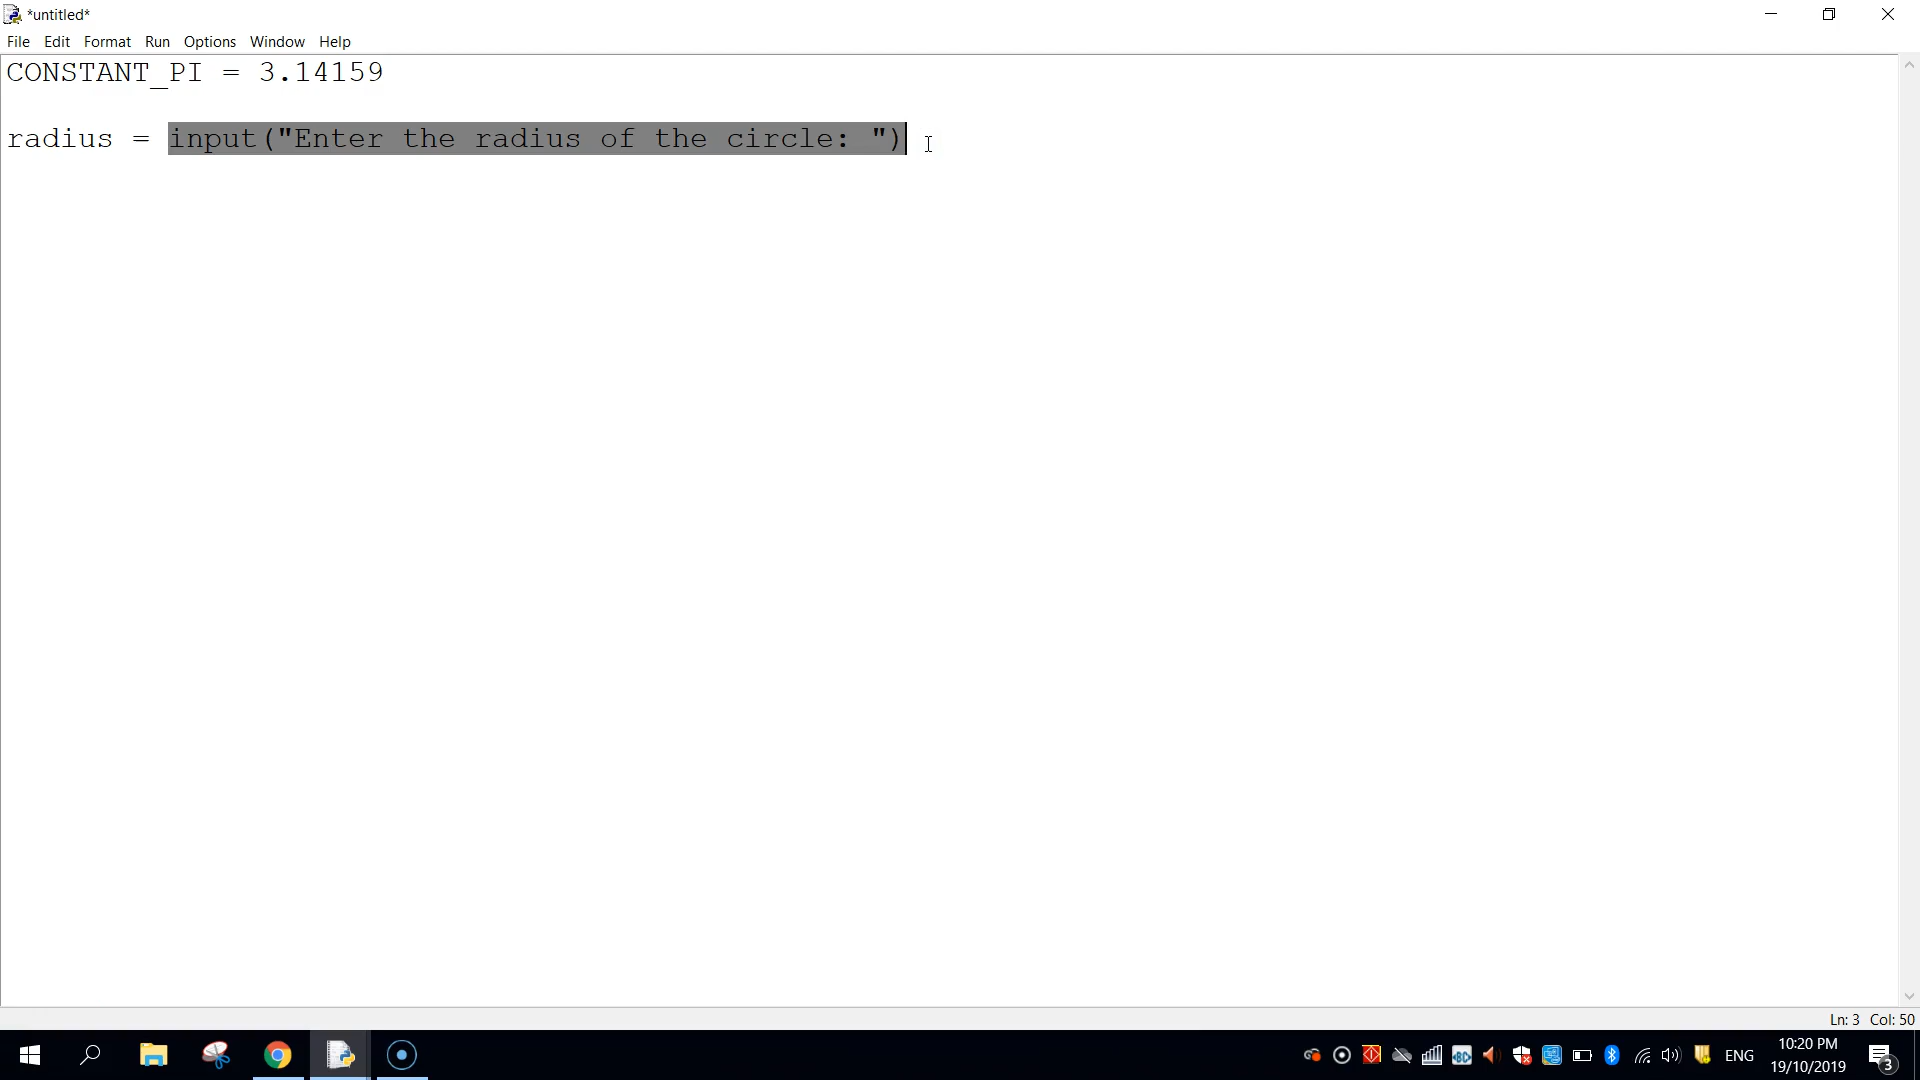 *untitled*
File Edit Format Run Options Window Help
CONSTANT_PI = 3.14159
radius = input("Enter the radius of the circle: ")
Ln: 3 Col: 50
ENG
10:20 PM
19/10/2019
3